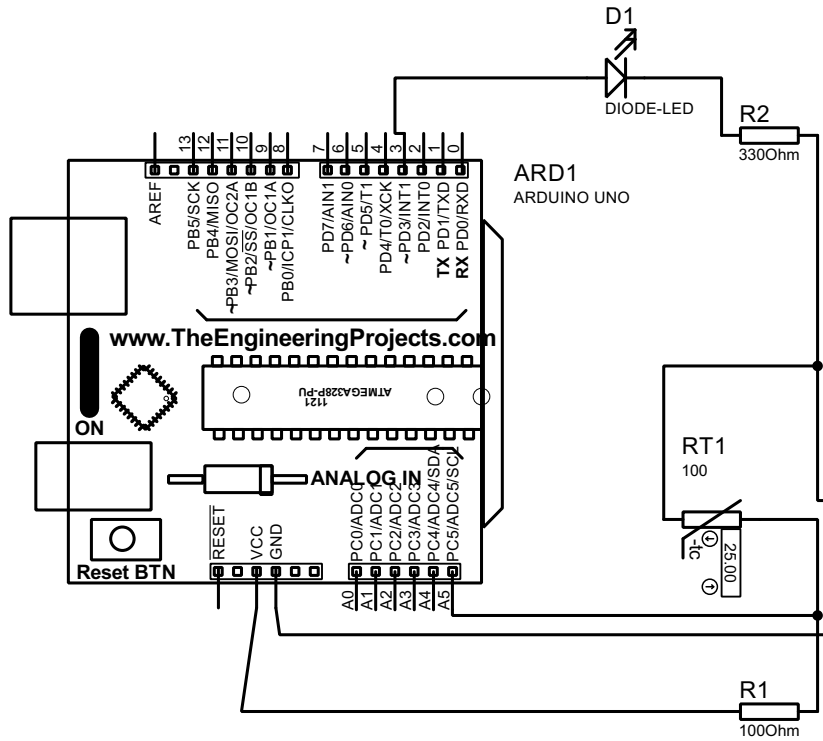 D1
DIODE-LED
R2
330Ohm
ARD1
ARDUINO UNO
AREF
13
12
11
10
9
8
7
6
5
4
3
2
1
0
PB5/SCK
PB4/MISO
~PB3/MOSI/OC2A
~PB2/SS/OC1B
~PB1/OC1A
PB0/ICP1/CLKO
PD7/AIN1
~PD6/AIN0
~PD5/T1
PD4/T0/XCK
~PD3/INT1
PD2/INT0
TX PD1/TXD
RX PD0/RXD
www.TheEngineeringProjects.com
ATMEGA328P-PU
1121
ON
ANALOG IN
RT1
100
-tc
25.00
Reset BTN
RESET
VCC
GND
PC0/ADC0
PC1/ADC1
PC2/ADC2
PC3/ADC3
PC4/ADC4/SDA
PC5/ADC5/SCL
A0
A1
A2
A3
A4
A5
R1
100Ohm